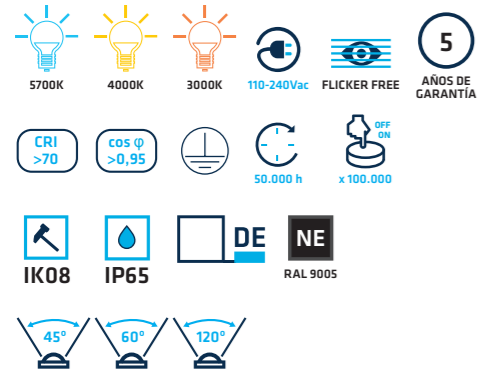 5700K
4000K
3000K
110-240Vac
FLICKER FREE
5
AÑOS DE
GARANTÍA
CRI
>70
cos φ
>0,95
50.000 h
OFF
ON
x 100.000
IK08
IP65
DE
NE
RAL 9005
45°
60°
120°